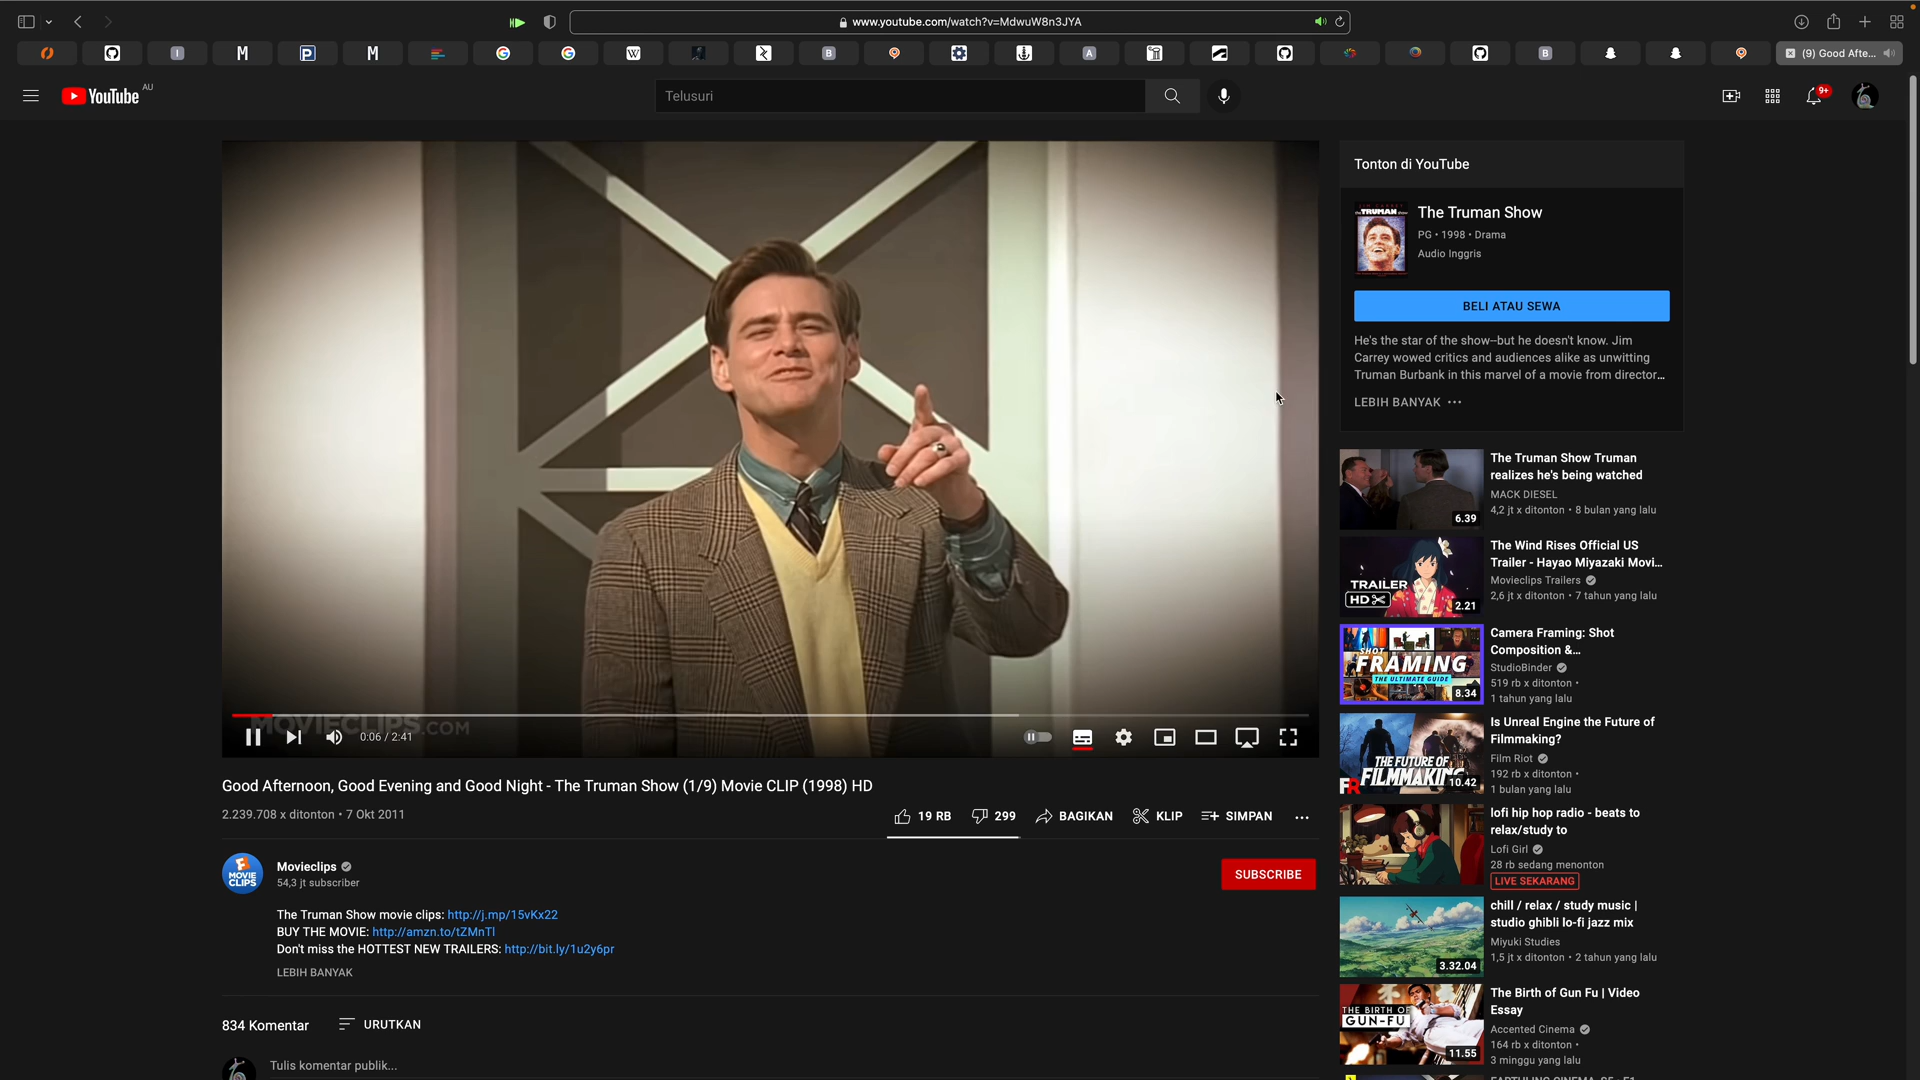 www.youtube.com/watch?v=MdwuW8n3JYA
(9) Good Afte...
YouTube AU
Telusuri
9+
MOVIECLIPS.COM
0:06 / 2:41
Good Afternoon, Good Evening and Good Night - The Truman Show (1/9) Movie CLIP (1998) HD
2.239.708 x ditonton • 7 Okt 2011
19 RB
299
BAGIKAN
KLIP
SIMPAN
MOVIE
CLIPS
Movieclips
54,3 jt subscriber
SUBSCRIBE
The Truman Show movie clips: http://j.mp/15vKx22
BUY THE MOVIE: http://amzn.to/tZMnTI
Don't miss the HOTTEST NEW TRAILERS: http://bit.ly/1u2y6pr
LEBIH BANYAK
834 Komentar
URUTKAN
Tulis komentar publik...
Tonton di YouTube
TRUMAN
The Truman Show
PG • 1998 • Drama
Audio Inggris
BELI ATAU SEWA
He's the star of the show--but he doesn't know. Jim
Carrey wowed critics and audiences alike as unwitting
Truman Burbank in this marvel of a movie from director...
LEBIH BANYAK
6.39
The Truman Show Truman
realizes he's being watched
MACK DIESEL
4,2 jt x ditonton • 8 bulan yang lalu
TRAILER
HD
2.21
The Wind Rises Official US
Trailer - Hayao Miyazaki Movi...
Movieclips Trailers
2,6 jt x ditonton • 7 tahun yang lalu
SHOT
FRAMING
THE ULTIMATE GUIDE
8.34
Camera Framing: Shot
Composition &...
StudioBinder
519 rb x ditonton •
1 tahun yang lalu
THE FUTURE OF
FILMMAKING
FR
10.42
Is Unreal Engine the Future of
Filmmaking?
Film Riot
192 rb x ditonton •
1 bulan yang lalu
lofi hip hop radio - beats to
relax/study to
Lofi Girl
28 rb sedang menonton
LIVE SEKARANG
3.32.04
chill / relax / study music |
studio ghibli lo-fi jazz mix
Miyuki Studies
1,5 jt x ditonton • 2 tahun yang lalu
THE BIRTH OF
GUN-FU
11.55
The Birth of Gun Fu | Video
Essay
Accented Cinema
164 rb x ditonton •
3 minggu yang lalu